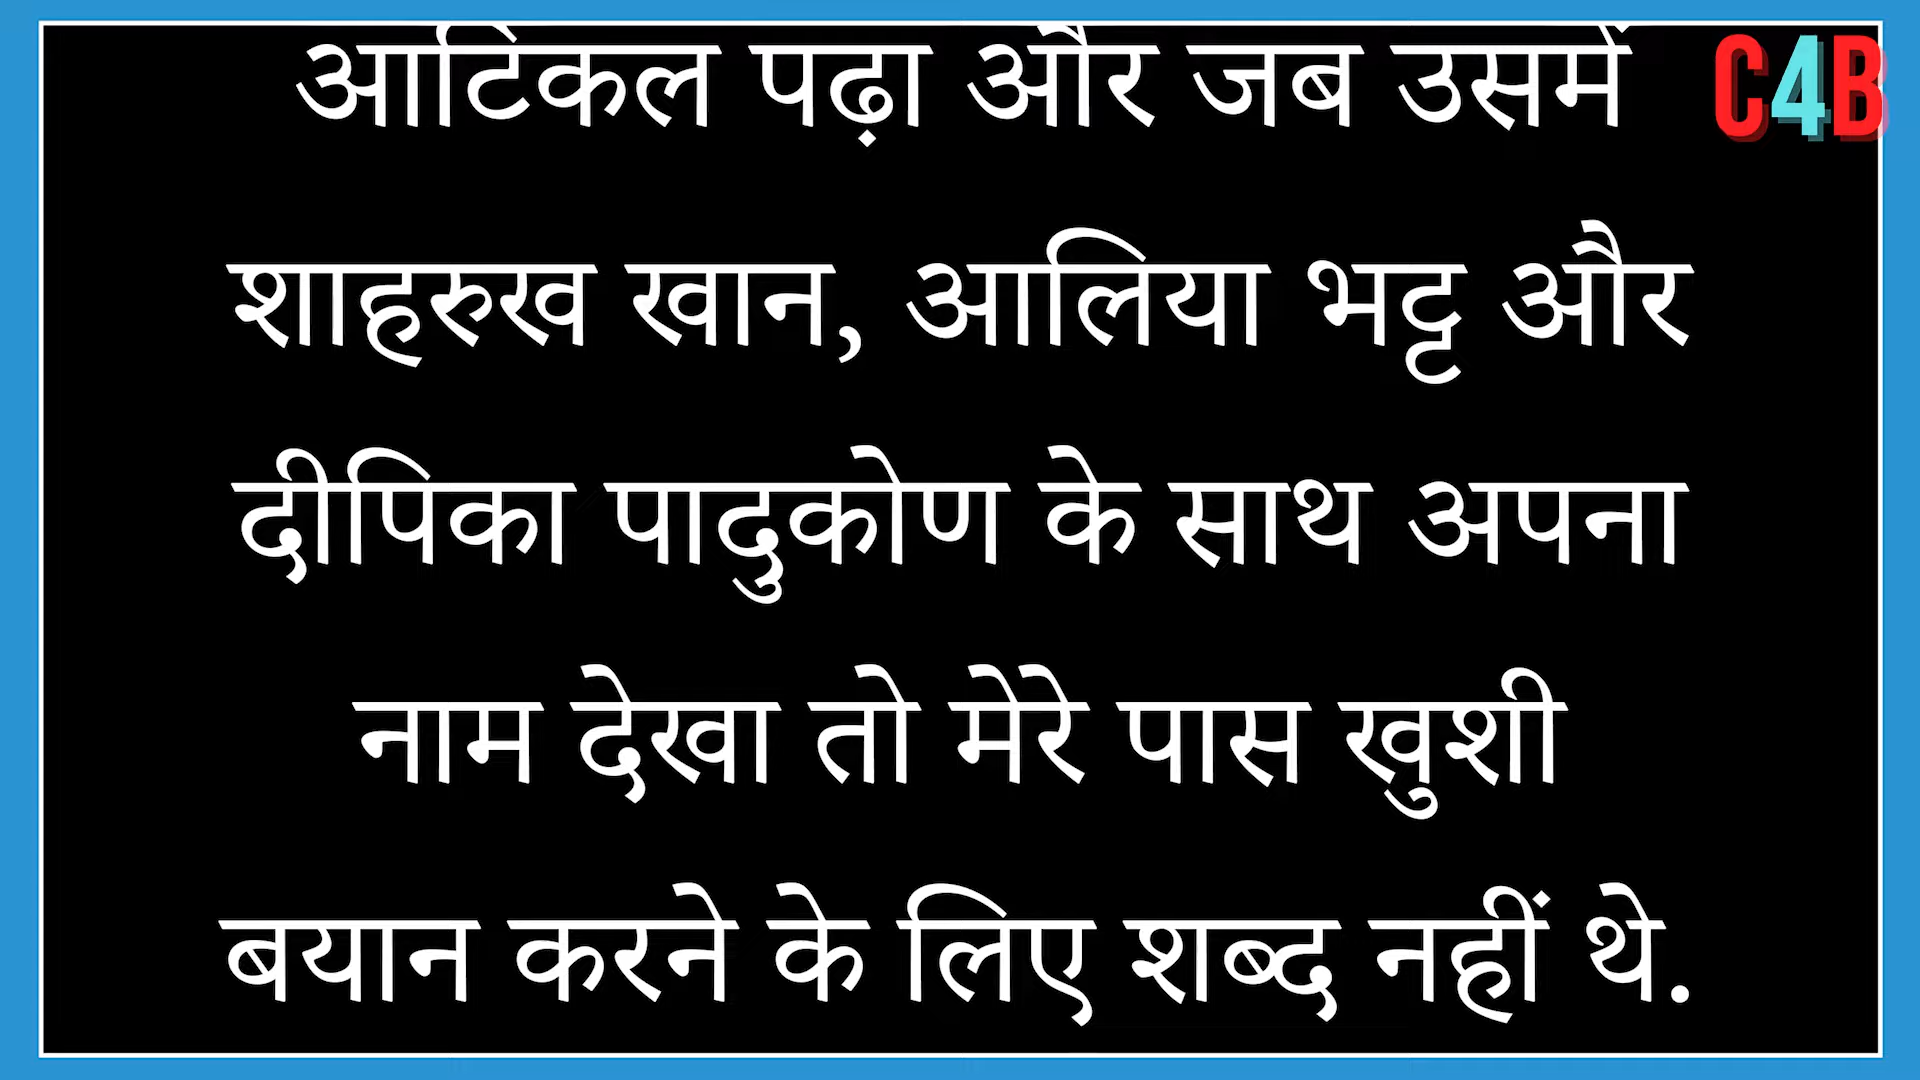 आर्टिकल पढ़ा और जब उसमें
C4B
शाहरुख खान, आलिया भट्ट और
दीपिका पादुकोण के साथ अपना
नाम देखा तो मेरे पास खुशी
बयान करने के लिए शब्द नहीं थे.